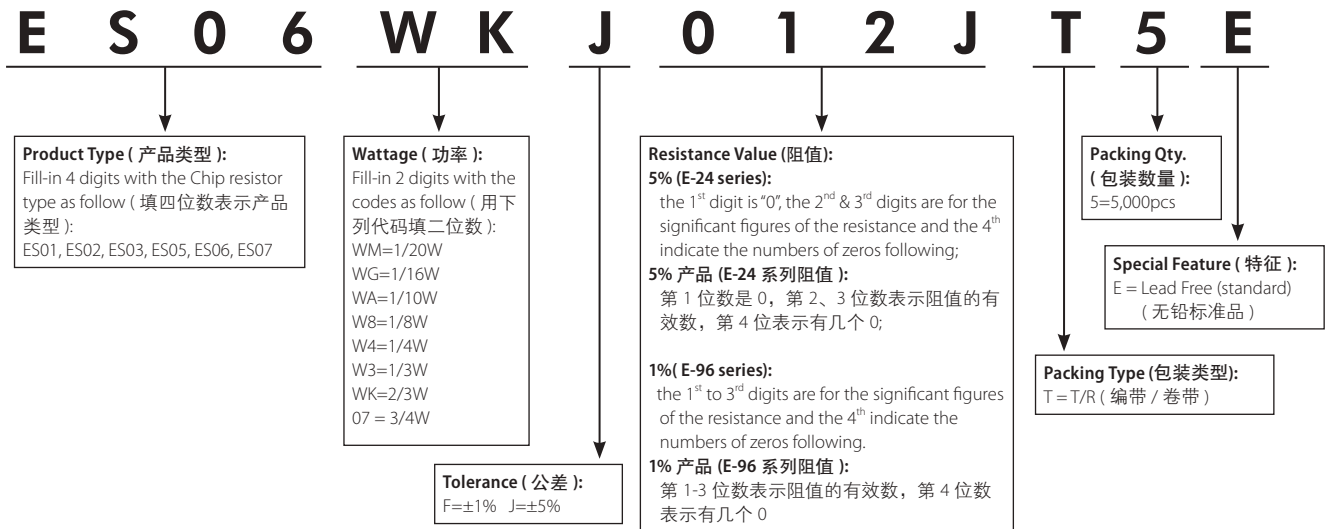 E S 0 6 W K J 0 1 2 J T 5 E
Product Type ( 产品类型 ):
Fill-in 4 digits with the Chip resistor
type as follow ( 填四位数表示产品
类型 ):
ES01, ES02, ES03, ES05, ES06, ES07
Wattage ( 功率 ):
Fill-in 2 digits with the
codes as follow ( 用下
列代码填二位数 ):
WM=1/20W
WG=1/16W
WA=1/10W
W8=1/8W
W4=1/4W
W3=1/3W
WK=2/3W
07 = 3/4W
Tolerance ( 公差 ):
F=±1% J=±5%
Resistance Value (阻值):
5% (E-24 series):
the 1st digit is “0”, the 2nd & 3rd digits are for the
significant figures of the resistance and the 4th
indicate the numbers of zeros following;
5% 产品 (E-24 系列阻值 ):
第 1 位数是 0，第 2、3 位数表示阻值的有
效数，第 4 位表示有几个 0;
1%( E-96 series):
the 1st to 3rd digits are for the significant figures
of the resistance and the 4th indicate the
numbers of zeros following.
1% 产品 (E-96 系列阻值 ):
第 1-3 位数表示阻值的有效数，第 4 位数
表示有几个 0
Packing Qty.
( 包装数量 ):
5=5,000pcs
Special Feature ( 特征 ):
E = Lead Free (standard)
( 无铅标准品 )
Packing Type (包装类型):
T = T/R ( 编带 / 卷带 )